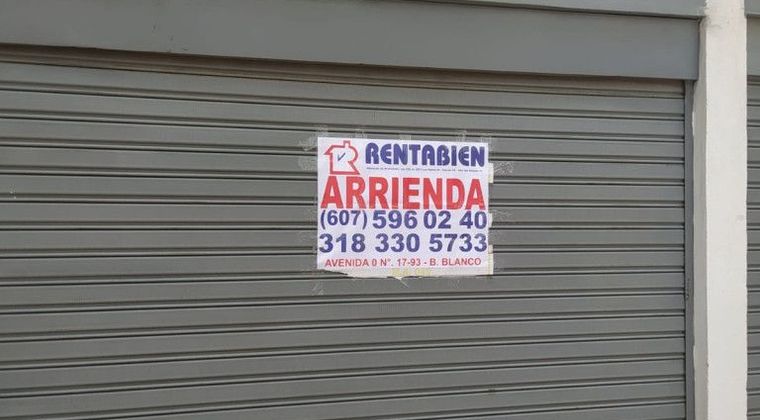 RENTABIEN
ARRIENDA
(607) 596 02 40
318 330 5733
AVENIDA 0 N°. 17-93 - B. BLANCO